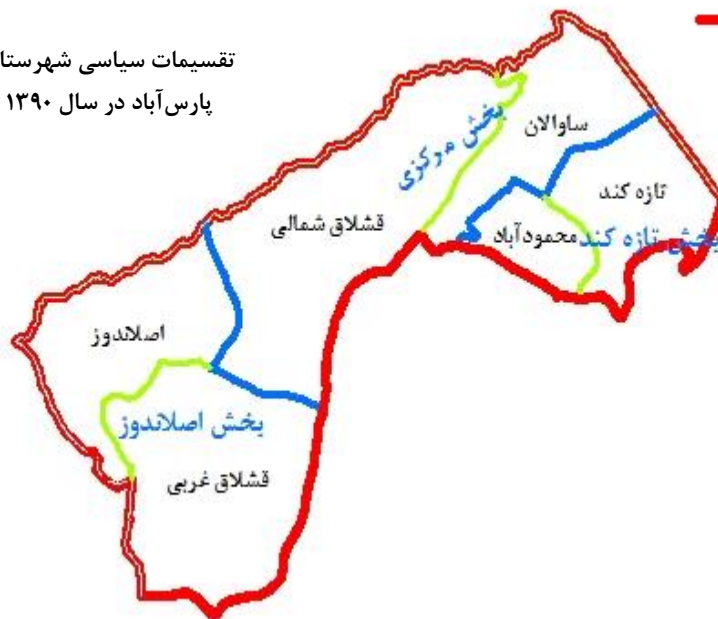 تقسیمات سیاسی شهرستا
پارس‌آباد در سال ۱۳۹۰
ساوالان
بخش مرکزی
تازه کند
قشلاق شمالی
محمودآباد
بخش تازه کند
اصلاندوز
بخش اصلاندوز
قشلاق غربی